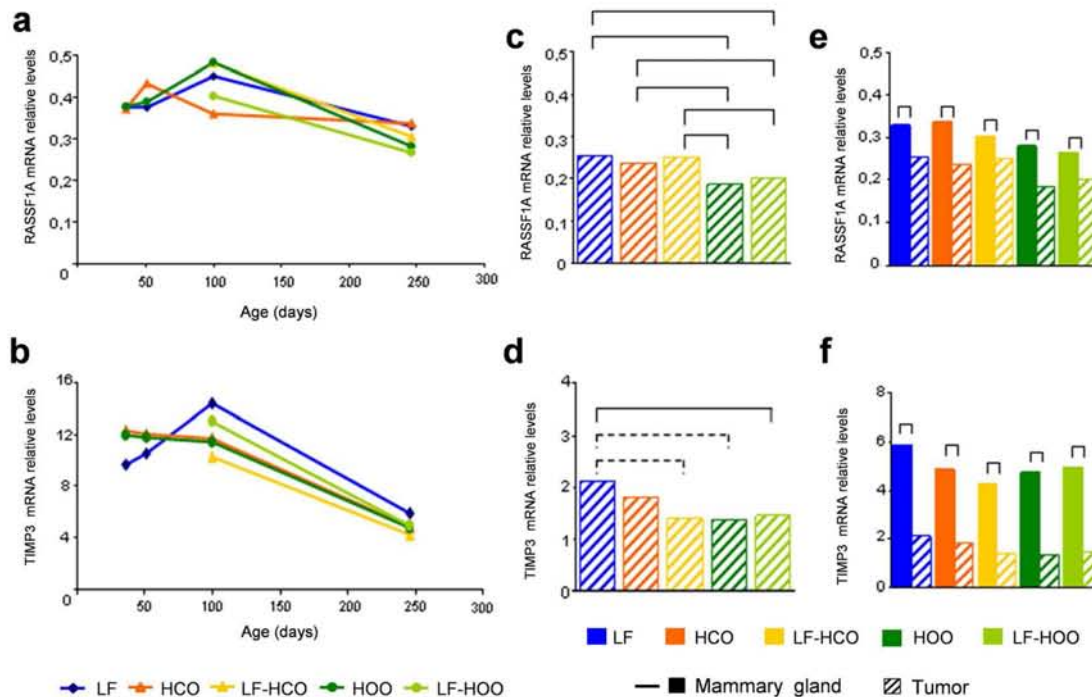 a
RASSF1A mRNA relative levels
0,5
0,4
0,3
0,2
0,1
0
50
100
150
200
250
300
Age (days)
b
TIMP3 mRNA relative levels
16
12
8
4
0
50
100
150
200
250
300
Age (days)
LF
HCO
LF-HCO
HOO
LF-HOO
c
RASSF1A mRNA relative levels
0,5
0,4
0,3
0,2
0,1
0
d
TIMP3 mRNA relative levels
4
3
2
1
0
e
RASSF1A mRNA relative levels
0,5
0,4
0,3
0,2
0,1
0
f
TIMP3 mRNA relative levels
8
6
4
2
0
LF
HCO
LF-HCO
HOO
LF-HOO
Mammary gland
Tumor